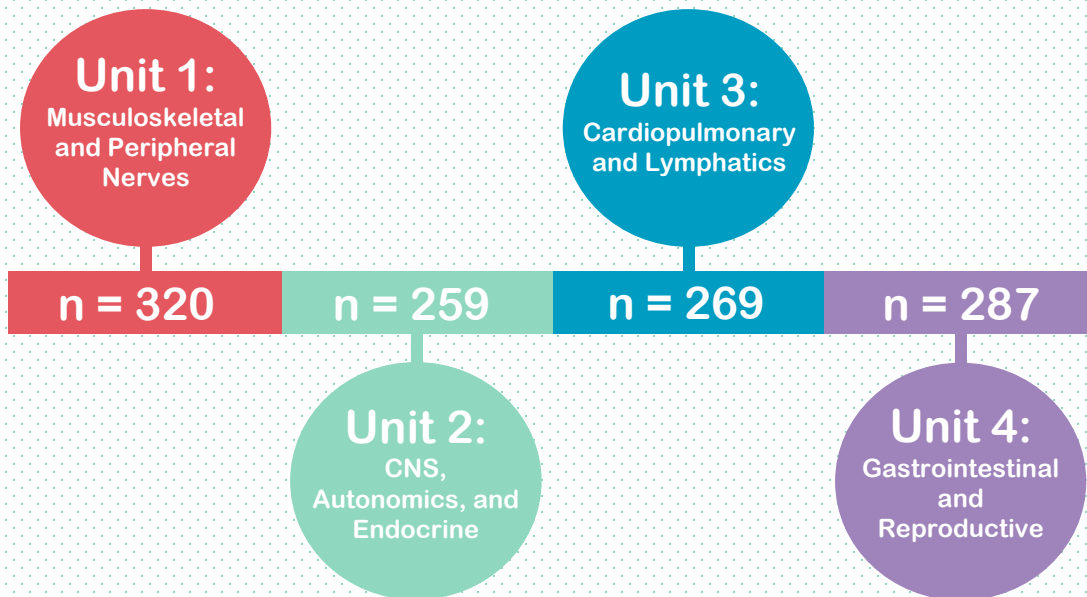 Unit 1:
Musculoskeletal
and Peripheral
Nerves
Unit 3:
Cardiopulmonary
and Lymphatics
n = 320
n = 259
n = 269
n = 287
Unit 2:
CNS,
Autonomics, and
Endocrine
Unit 4:
Gastrointestinal
and
Reproductive